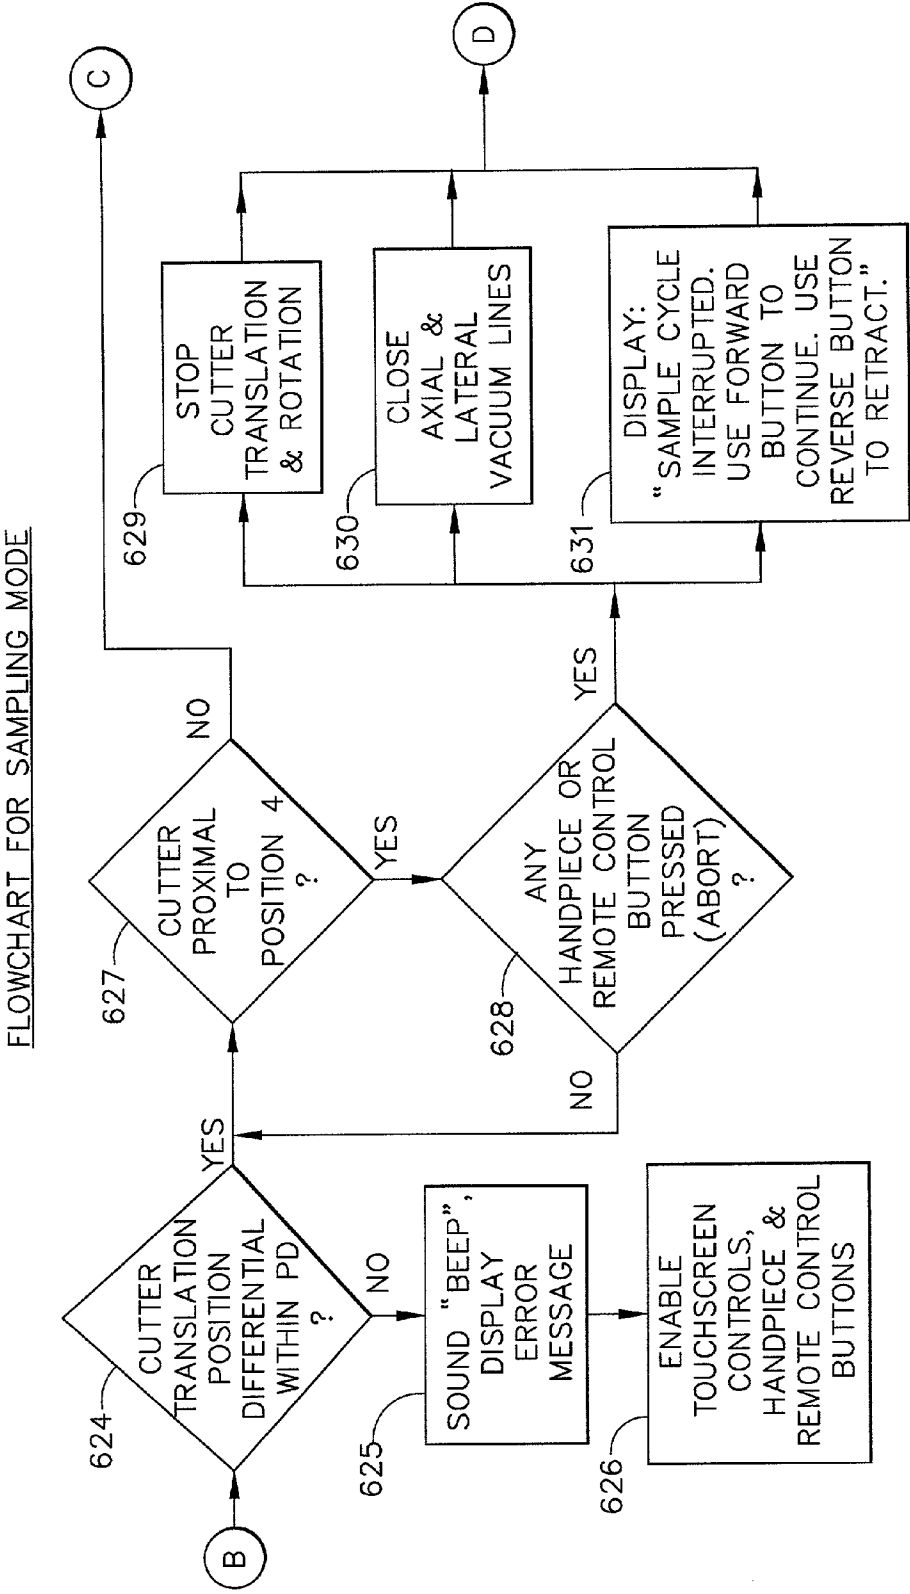 FLOWCHART FOR SAMPLING MODE
B
624
CUTTER
TRANSLATION
POSITION
DIFFERENTIAL
WITHIN PD
?
YES
NO
625
SOUND "BEEP",
DISPLAY
ERROR
MESSAGE
626
ENABLE
TOUCHSCREEN
CONTROLS,
HANDPIECE &
REMOTE CONTROL
BUTTONS
627
CUTTER
PROXIMAL
TO
POSITION 4
?
NO
YES
C
628
ANY
HANDPIECE OR
REMOTE CONTROL
BUTTON
PRESSED
(ABORT)
?
NO
YES
629
STOP
CUTTER
TRANSLATION
& ROTATION
630
CLOSE
AXIAL &
LATERAL
VACUUM LINES
631
DISPLAY:
"SAMPLE CYCLE
INTERRUPTED.
USE FORWARD
BUTTON TO
CONTINUE. USE
REVERSE BUTTON
TO RETRACT."
D